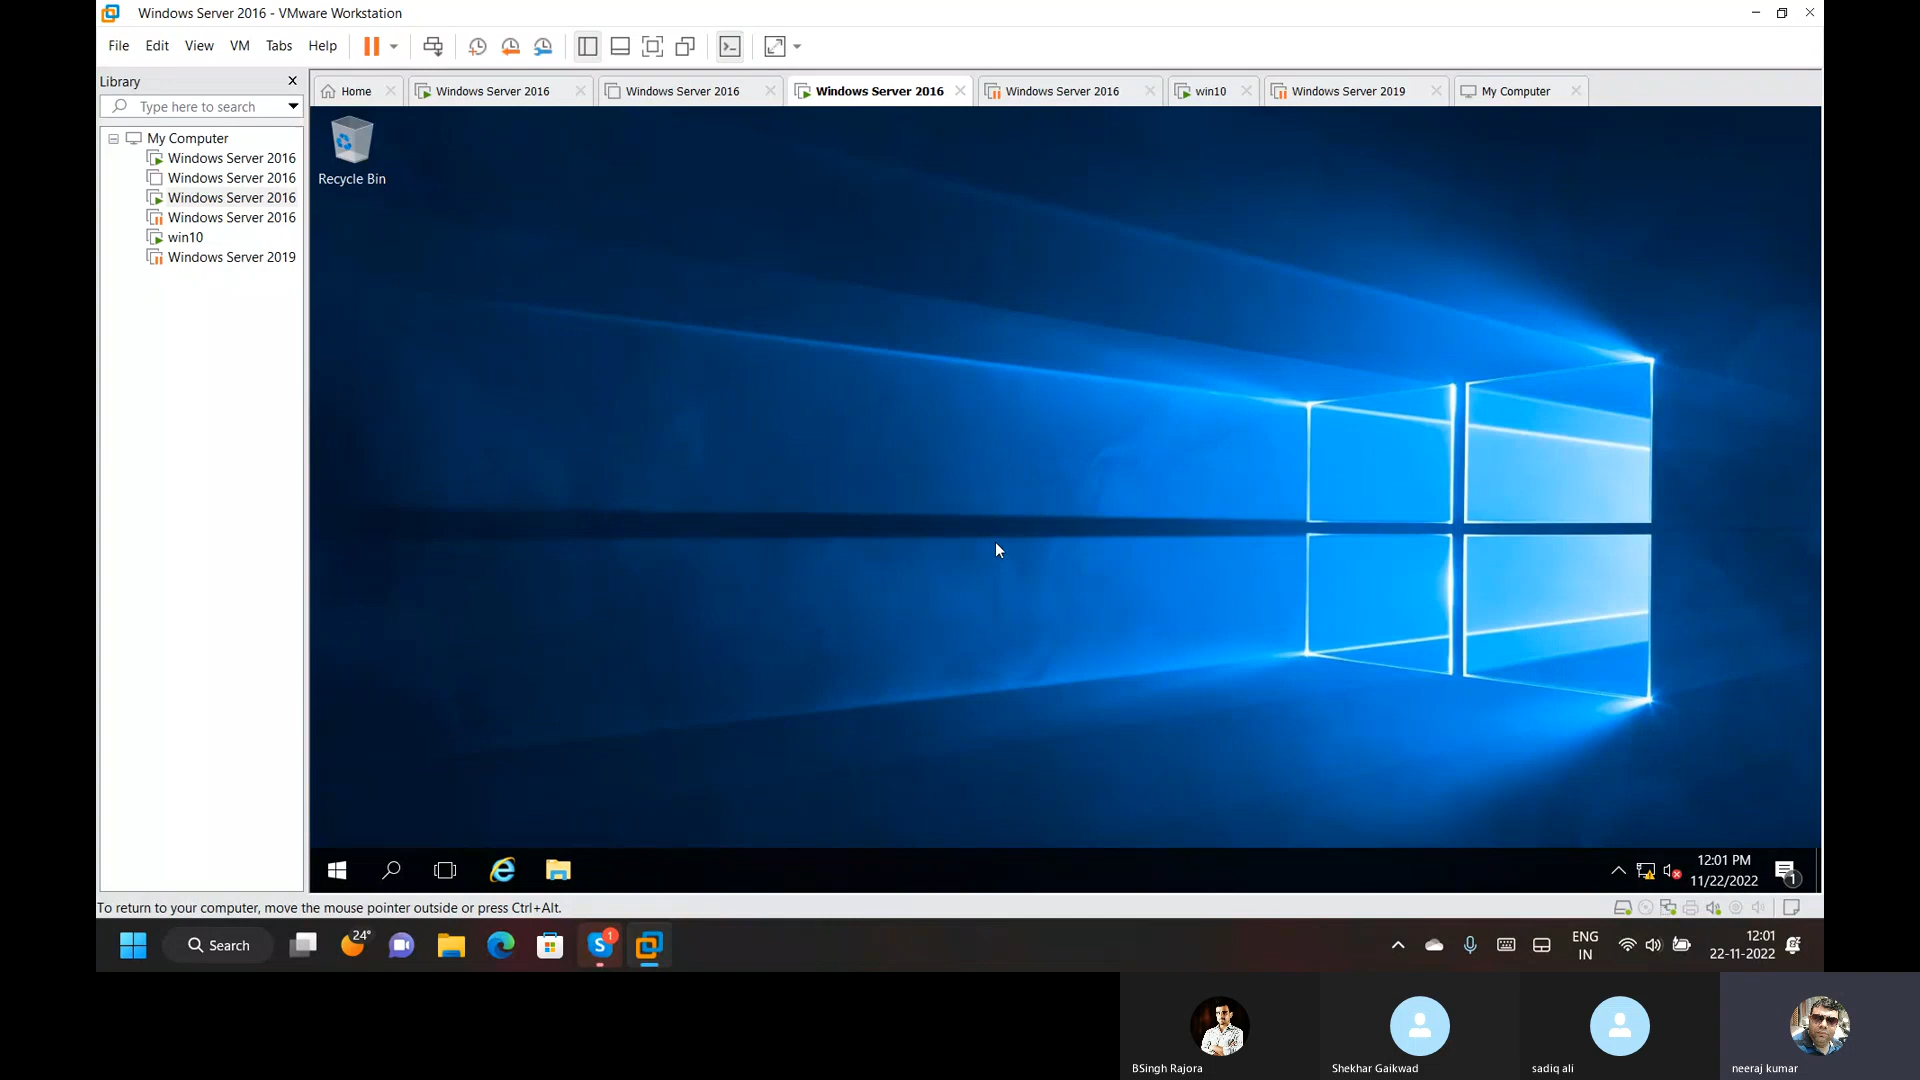 Windows Server 2016 - VMware Workstation
File Edit View VM Tabs Help
Library
Type here to search
My Computer
Windows Server 2016
Windows Server 2016
Windows Server 2016
Windows Server 2016
win10
Windows Server 2019
Home
Windows Server 2016
Windows Server 2016
Windows Server 2016
Windows Server 2016
win10
Windows Server 2019
My Computer
Recycle Bin
12:01 PM
11/22/2022
1
To return to your computer, move the mouse pointer outside or press Ctrl+Alt.
Search
24°
1
ENG
IN
12:01
22-11-2022
BSingh Rajora
Shekhar Gaikwad
sadiq ali
neeraj kumar